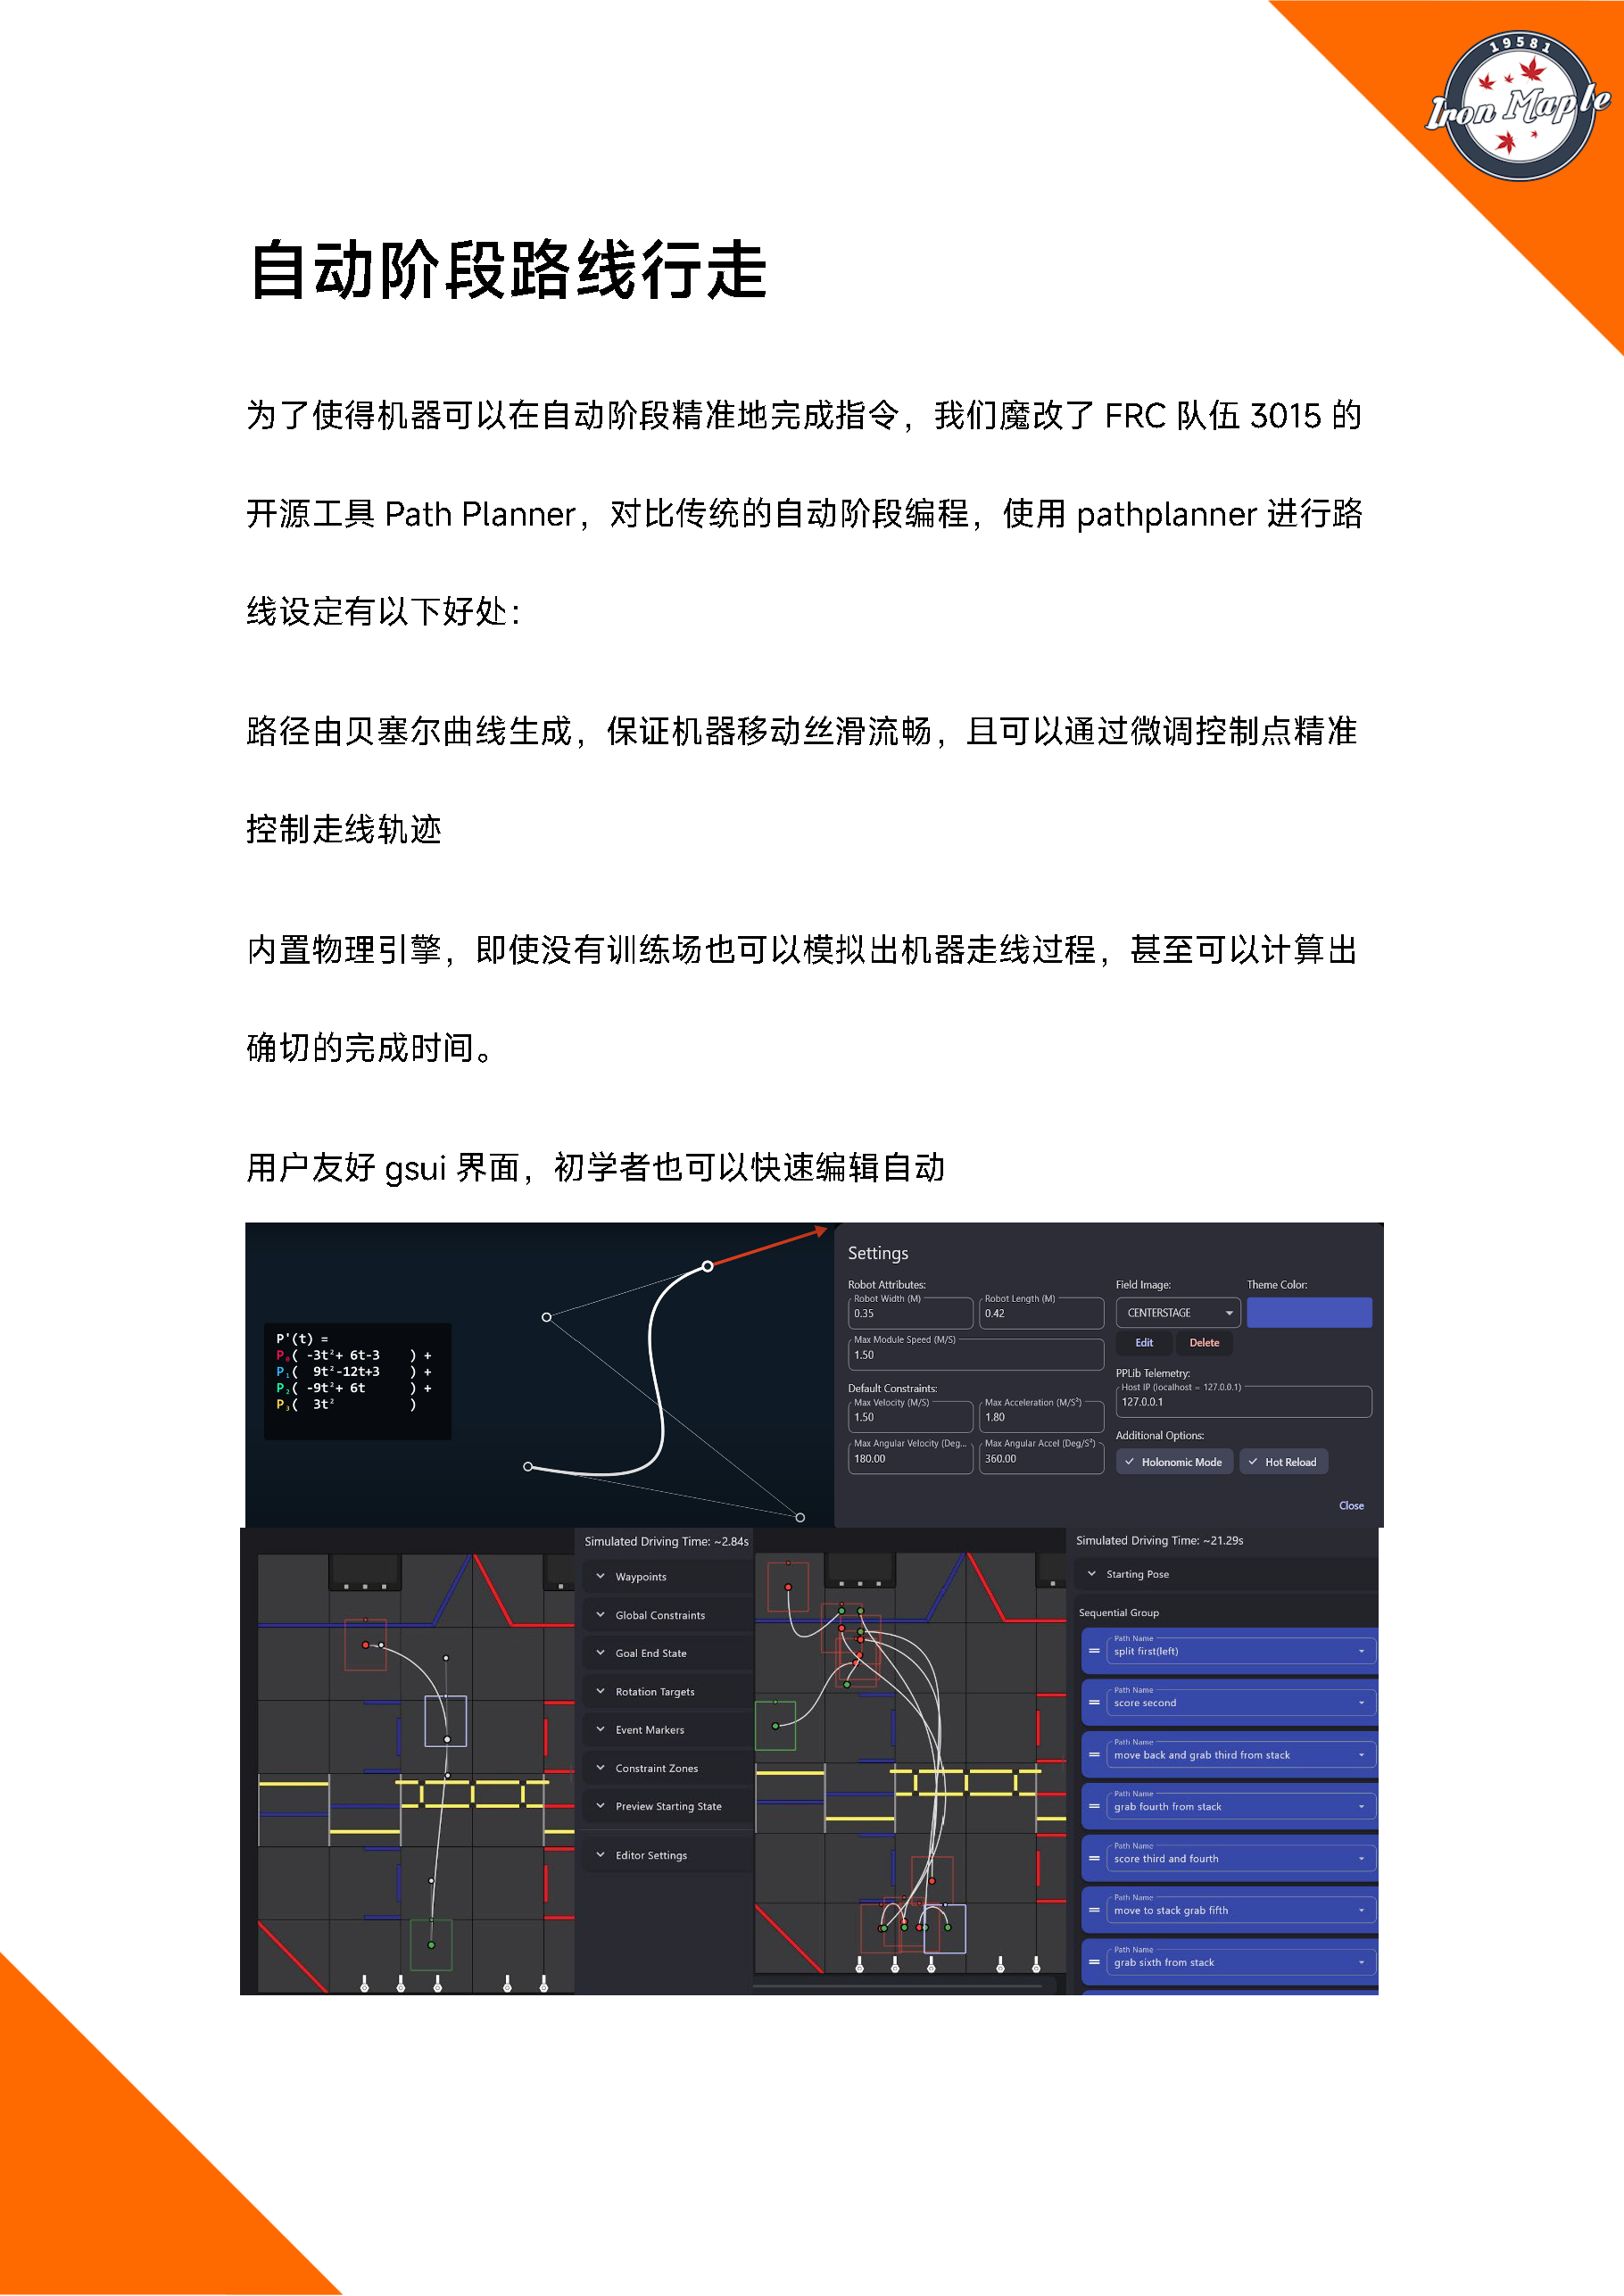 19581
Iron Maple
自动阶段路线行走
为了使得机器可以在自动阶段精准地完成指令，我们魔改了 FRC 队伍 3015 的
开源工具 Path Planner，对比传统的自动阶段编程，使用 pathplanner 进行路
线设定有以下好处：
路径由贝塞尔曲线生成，保证机器移动丝滑流畅，且可以通过微调控制点精准
控制走线轨迹
内置物理引擎，即使没有训练场也可以模拟出机器走线过程，甚至可以计算出
确切的完成时间。
用户友好 gsui 界面，初学者也可以快速编辑自动
P'(t) =
P₀( -3t²+ 6t-3 ) +
P₁( 9t²-12t+3 ) +
P₂( -9t²+ 6t ) +
P₃( 3t² )
Settings
Robot Attributes:
Robot Width (M)
0.35
Robot Length (M)
0.42
Max Module Speed (M/S)
1.50
Default Constraints:
Max Velocity (M/S)
1.50
Max Acceleration (M/S²)
1.80
Max Angular Velocity (Deg...
180.00
Max Angular Accel (Deg/S²)
360.00
Field Image:
CENTERSTAGE
Edit
Delete
Theme Color:
PPLib Telemetry:
Host IP (localhost = 127.0.0.1)
127.0.0.1
Additional Options:
Holonomic Mode
Hot Reload
Close
Simulated Driving Time: ~2.84s
Waypoints
Global Constraints
Goal End State
Rotation Targets
Event Markers
Constraint Zones
Preview Starting State
Editor Settings
Simulated Driving Time: ~21.29s
Starting Pose
Sequential Group
Path Name
split first(left)
Path Name
score second
Path Name
move back and grab third from stack
Path Name
grab fourth from stack
Path Name
score third and fourth
Path Name
move to stack grab fifth
Path Name
grab sixth from stack